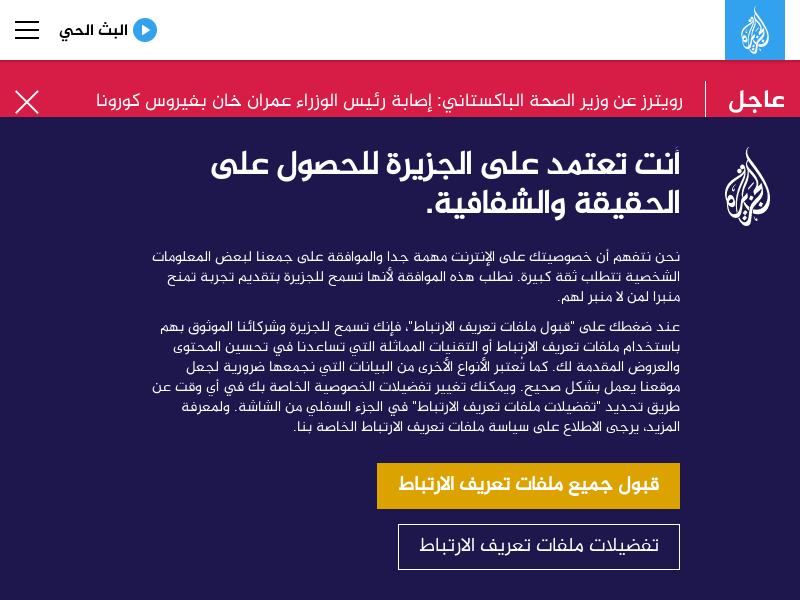 البث الحي
عاجل
رويترز عن وزير الصحة الباكستاني: إصابة رئيس الوزراء عمران خان بفيروس كورونا
أنت تعتمد على الجزيرة للحصول على
الحقيقة والشفافية.
نحن نتفهم أن خصوصيتك على الإنترنت مهمة جدا والموافقة على جمعنا لبعض المعلومات
الشخصية تتطلب ثقة كبيرة. نطلب هذه الموافقة لأنها تسمح للجزيرة بتقديم تجربة تمنح
منبرا لمن لا منبر لهم.
عند ضغطك على "قبول ملفات تعريف الارتباط"، فإنك تسمح للجزيرة وشركائنا الموثوق بهم
باستخدام ملفات تعريف الارتباط أو التقنيات المماثلة التي تساعدنا في تحسين المحتوى
والعروض المقدمة لك. كما تُعتبر الأنواع الأخرى من البيانات التي نجمعها ضرورية لجعل
موقعنا يعمل بشكل صحيح. ويمكنك تغيير تفضيلات الخصوصية الخاصة بك في أي وقت عن
طريق تحديد "تفضيلات ملفات تعريف الارتباط" في الجزء السفلي من الشاشة. ولمعرفة
المزيد، يرجى الاطلاع على سياسة ملفات تعريف الارتباط الخاصة بنا.
قبول جميع ملفات تعريف الارتباط
تفضيلات ملفات تعريف الارتباط